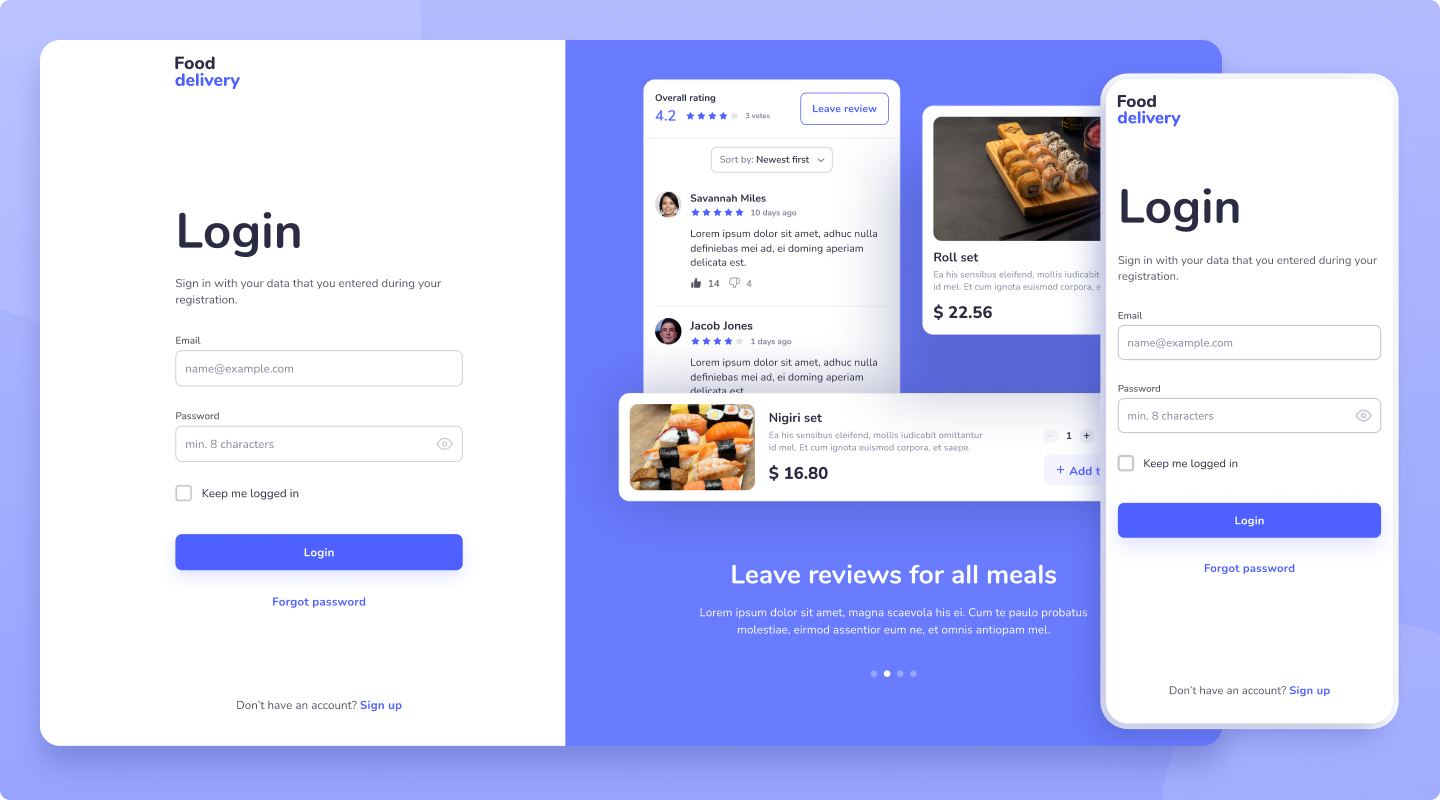 Food
delivery
Login
Sign in with your data that you entered during your
registration.
Email
name@example.com
Password
min. 8 characters
Keep me logged in
Login
Forgot password
Don't have an account? Sign up
Overall rating
4.2
3 votes
Leave review
Sort by: Newest first
Savannah Miles
10 days ago
Lorem ipsum dolor sit amet, adhuc nulla
definiebas mei ad, ei doming aperiam
delicata est.
14
4
Jacob Jones
1 days ago
Lorem ipsum dolor sit amet, adhuc nulla
definiebas mei ad, ei doming aperiam
delicata est.
Roll set
Ea his sensibus eleifend, mollis iudicabit
id mel. Et cum ignota euismod corpora, e
$ 22.56
Nigiri set
Ea his sensibus eleifend, mollis iudicabit omittantur
id mel. Et cum ignota euismod corpora, et saepe.
$ 16.80
− 1 +
+ Add t
Leave reviews for all meals
Lorem ipsum dolor sit amet, magna scaevola his ei. Cum te paulo probatus
molestiae, eirmod assentior eum ne, et omnis antiopam mel.
Food
delivery
Login
Sign in with your data that you entered during your
registration.
Email
name@example.com
Password
min. 8 characters
Keep me logged in
Login
Forgot password
Don't have an account? Sign up